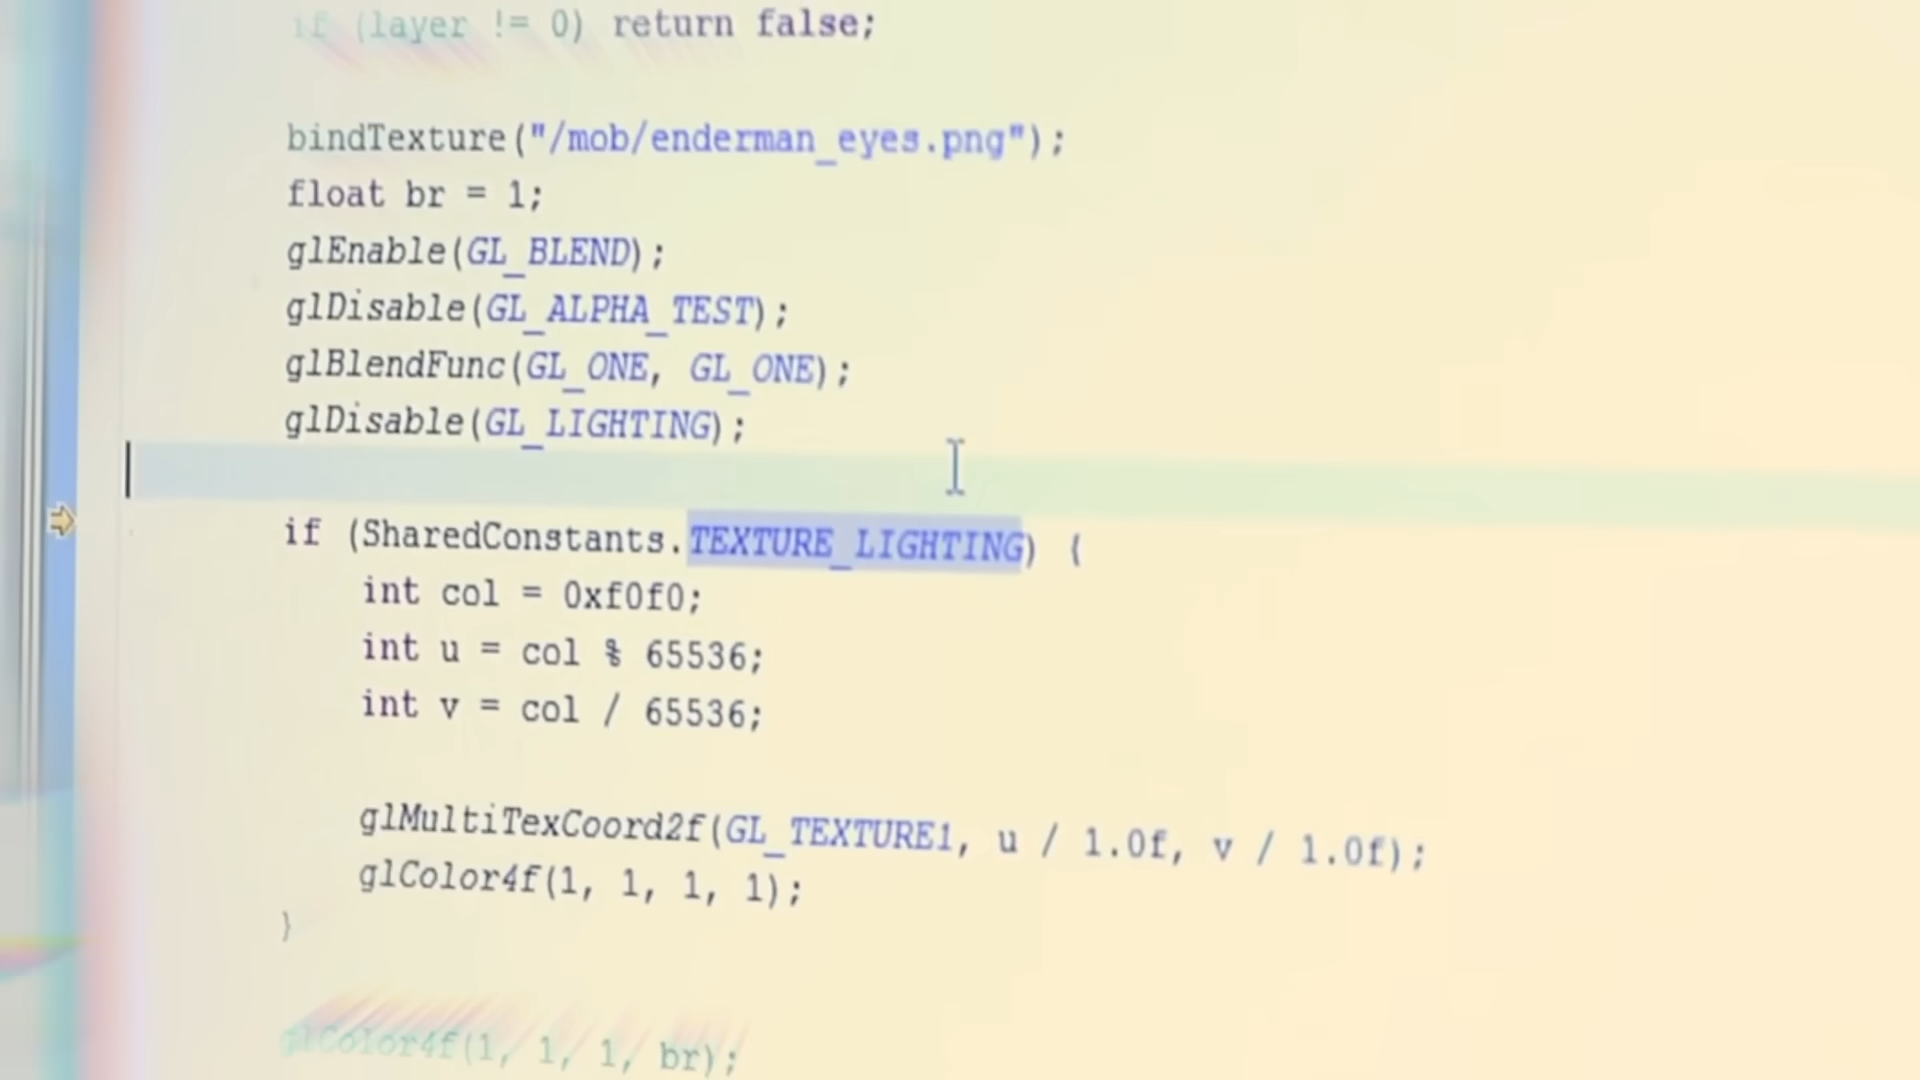 if (layer != 0) return false;
bindTexture("/mob/enderman_eyes.png");
float br = 1;
glEnable(GL_BLEND);
glDisable(GL_ALPHA_TEST);
glBlendFunc(GL_ONE, GL_ONE);
glDisable(GL_LIGHTING);
if (SharedConstants.TEXTURE_LIGHTING) {
int col = 0xf0f0;
int u = col % 65536;
int v = col / 65536;
glMultiTexCoord2f(GL_TEXTURE1, u / 1.0f, v / 1.0f);
glColor4f(1, 1, 1, 1);
}
glColor4f(1, 1, 1, br);